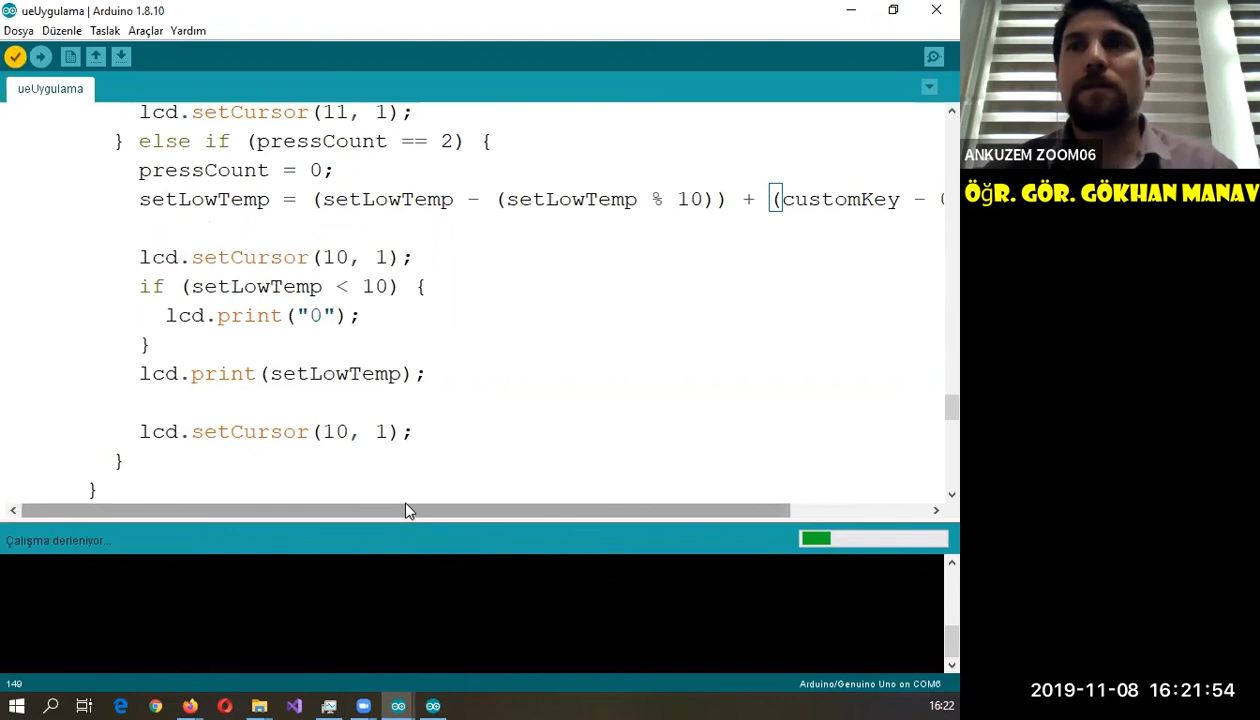 ueUygulama | Arduino 1.8.10
Dosya Düzenle Taslak Araçlar Yardım
ueUygulama
lcd.setCursor(11, 1);
} else if (pressCount == 2) {
pressCount = 0;
setLowTemp = (setLowTemp - (setLowTemp % 10)) + (customKey -
lcd.setCursor(10, 1);
if (setLowTemp < 10) {
lcd.print("0");
}
lcd.print(setLowTemp);
lcd.setCursor(10, 1);
}
}
Çalışma derleniyor...
149
Arduino/Genuino Uno on COM6
16:22
ANKUZEM ZOOM06
ÖĞR. GÖR. GÖKHAN MANAV
2019-11-08 16:21:54